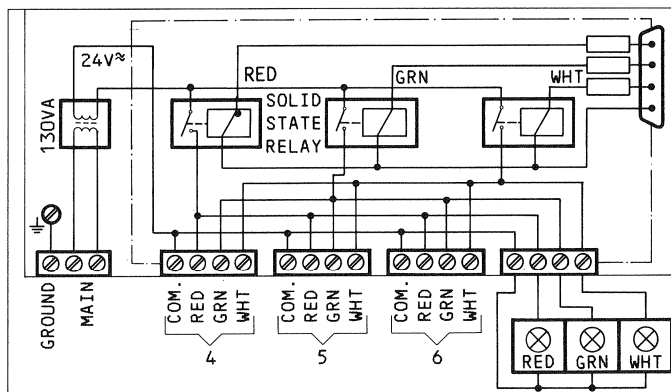 24V≈
RED
GRN
WHT
SOLID
STATE
RELAY
130VA
GROUND
MAIN
COM.
RED
GRN
WHT
4
COM.
RED
GRN
WHT
5
COM.
RED
GRN
WHT
6
RED
GRN
WHT